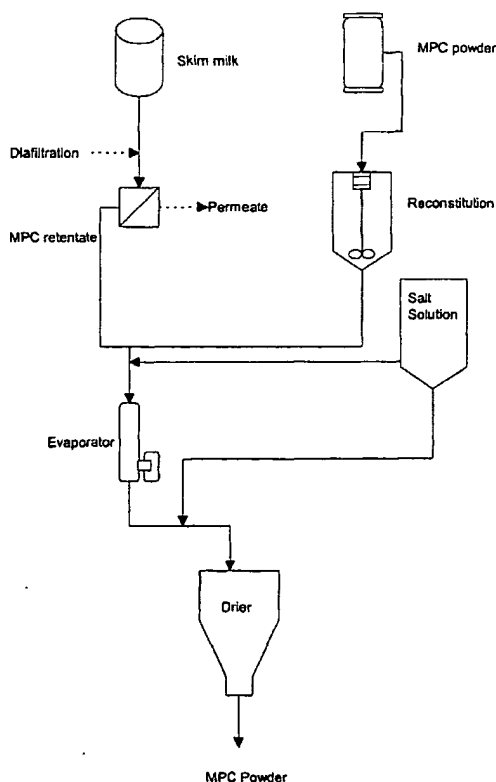 Skim milk
MPC powder
Diafiltration
Permeate
MPC retentate
Reconstitution
Salt
Solution
Evaporator
Drier
MPC Powder